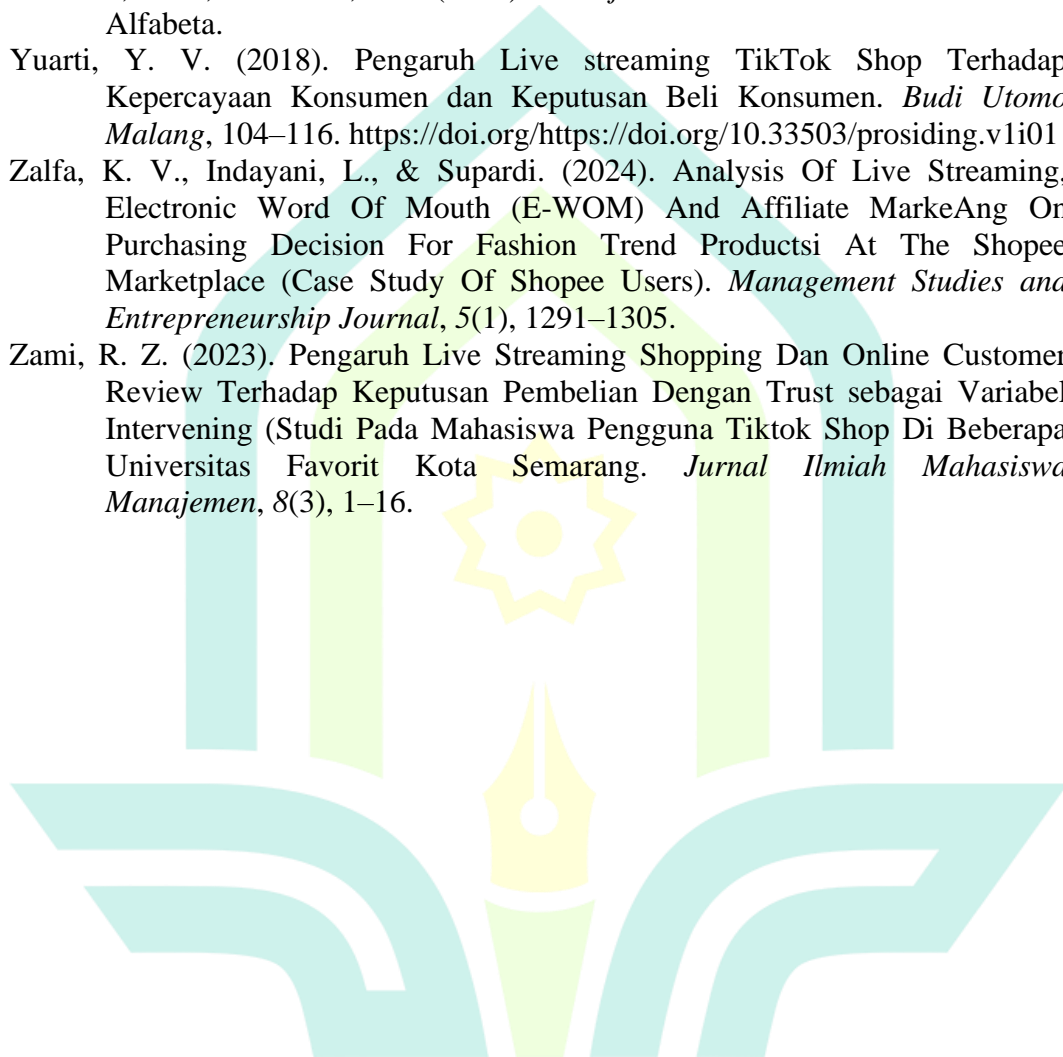 Alfabeta.
Yuarti, Y. V. (2018). Pengaruh Live streaming TikTok Shop Terhadap
Kepercayaan Konsumen dan Keputusan Beli Konsumen. Budi Utomo
Malang, 104–116. https://doi.org/https://doi.org/10.33503/prosiding.v1i01
Zalfa, K. V., Indayani, L., & Supardi. (2024). Analysis Of Live Streaming,
Electronic Word Of Mouth (E-WOM) And Affiliate MarkeAng On
Purchasing Decision For Fashion Trend Productsi At The Shopee
Marketplace (Case Study Of Shopee Users). Management Studies and
Entrepreneurship Journal, 5(1), 1291–1305.
Zami, R. Z. (2023). Pengaruh Live Streaming Shopping Dan Online Customer
Review Terhadap Keputusan Pembelian Dengan Trust sebagai Variabel
Intervening (Studi Pada Mahasiswa Pengguna Tiktok Shop Di Beberapa
Universitas Favorit Kota Semarang. Jurnal Ilmiah Mahasiswa
Manajemen, 8(3), 1–16.